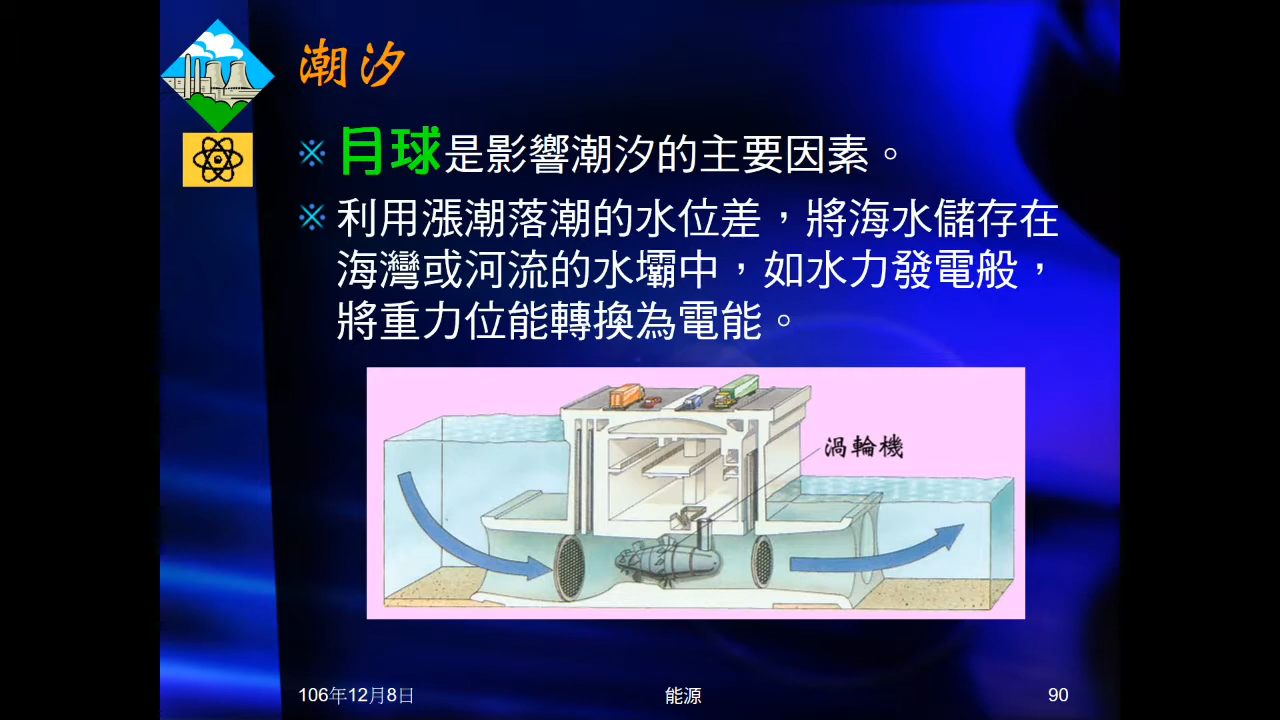 潮汐
※ 月球是影響潮汐的主要因素。
※ 利用漲潮落潮的水位差，將海水儲存在
海灣或河流的水壩中，如水力發電般，
將重力位能轉換為電能。
渦輪機
106年12月8日
能源
90